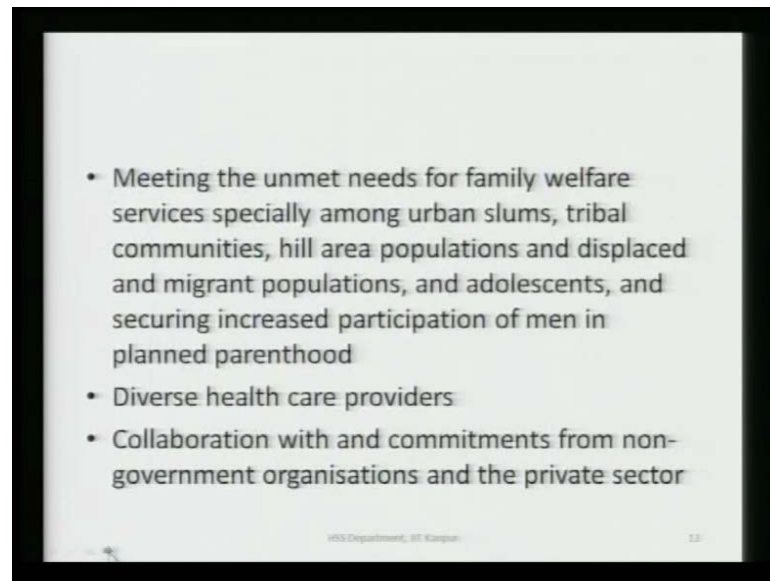 • Meeting the unmet needs for family welfare
services specially among urban slums, tribal
communities, hill area populations and displaced
and migrant populations, and adolescents, and
securing increased participation of men in
planned parenthood
• Diverse health care providers
• Collaboration with and commitments from non-
government organisations and the private sector
HSS Department, IIT Kanpur